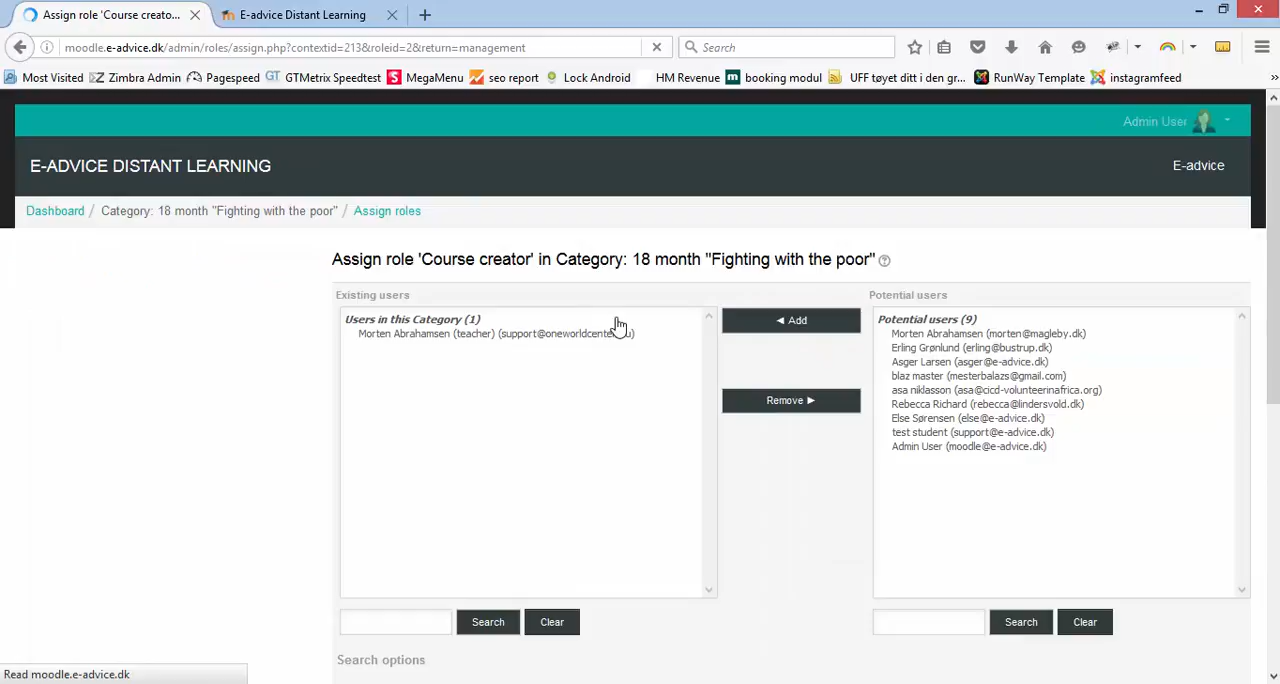 Assign role 'Course creato...
E-advice Distant Learning
moodle.e-advice.dk/admin/roles/assign.php?contextid=213&roleid=2&return=management
Search
Most Visited
Zimbra Admin
Pagespeed
GTMetrix Speedtest
MegaMenu
seo report
Lock Android
HM Revenue
booking modul
UFF tøyet ditt i den gr...
RunWay Template
instagramfeed
Admin User
E-ADVICE DISTANT LEARNING
E-advice
Dashboard / Category: 18 month "Fighting with the poor" / Assign roles
Assign role 'Course creator' in Category: 18 month "Fighting with the poor"
Existing users
Users in this Category (1)
Morten Abrahamsen (teacher) (support@oneworldcente
Add
Remove
Potential users
Potential users (9)
Morten Abrahamsen (morten@magleby.dk)
Erling Grønlund (erling@bustrup.dk)
Asger Larsen (asger@e-advice.dk)
blaz master (mesterbalazs@gmail.com)
asa niklasson (asa@cicd-volunteerinafrica.org)
Rebecca Richard (rebecca@lindersvold.dk)
Else Sørensen (else@e-advice.dk)
test student (support@e-advice.dk)
Admin User (moodle@e-advice.dk)
Search
Clear
Search
Clear
Search options
Read moodle.e-advice.dk